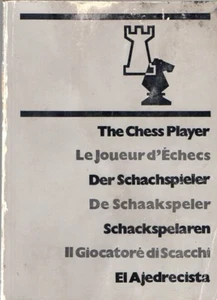 The Chess Player
Le Joueur d'Échecs
Der Schachspieler
De Schaakspeler
Schackspelaren
Il Giocatorè di Scacchi
El Ajedrecista